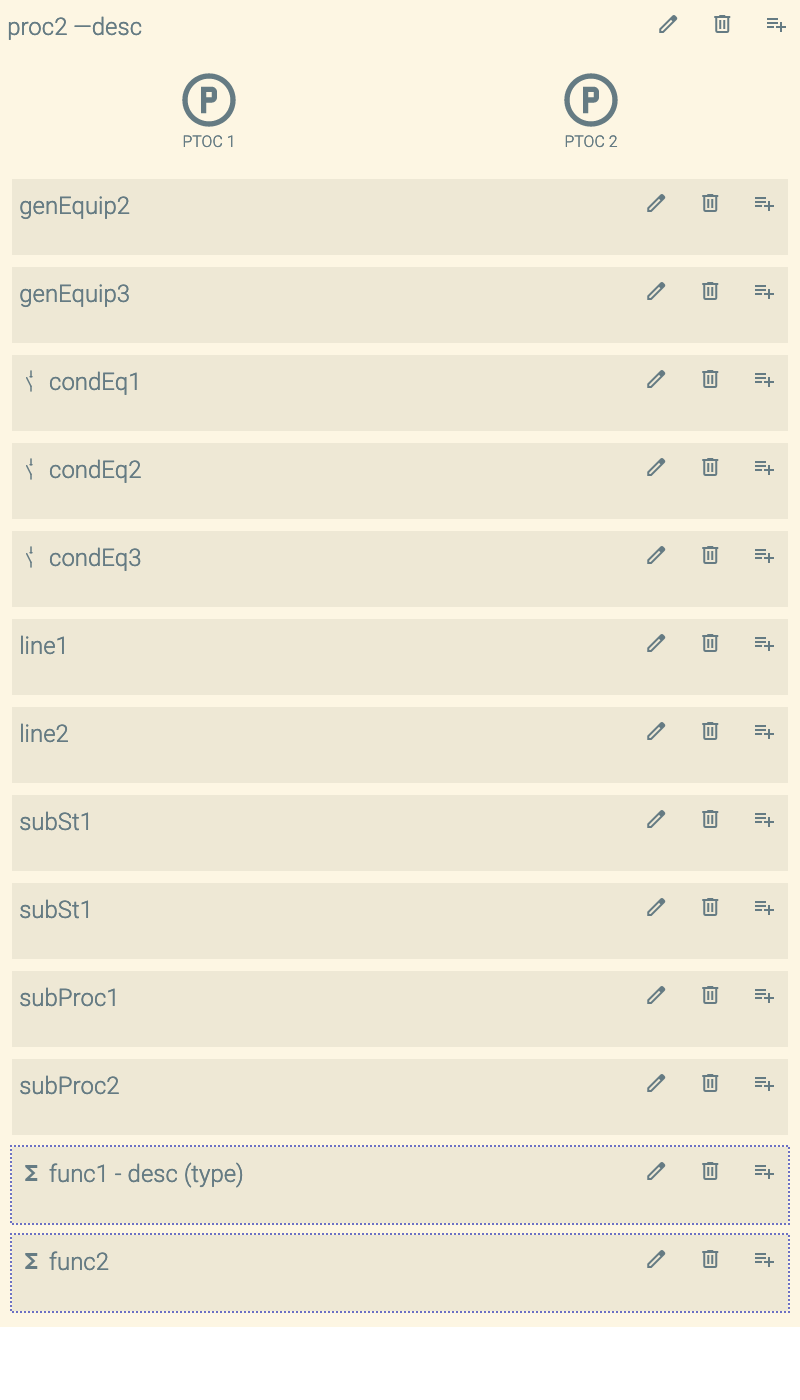 proc2 —desc
PTOC 1
PTOC 2
genEquip2
genEquip3
condEq1
condEq2
condEq3
line1
line2
subSt1
subSt1
subProc1
subProc2
func1 - desc (type)
func2